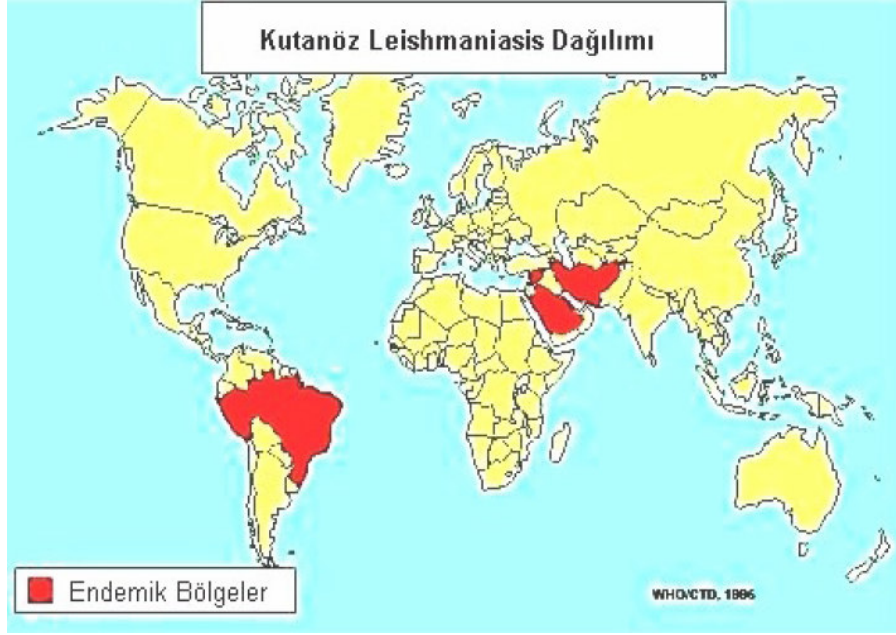 Kutanöz Leishmaniasis Dağılımı
Endemik Bölgeler
WHO/CTD, 1996